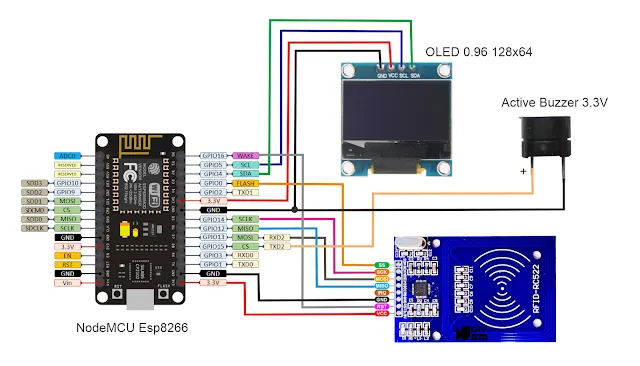 OLED 0.96 128x64
GND VCC SCL SDA
Active Buzzer 3.3V
+
ADC0
RESERVED
RESERVED
SDD3 GPIO10
SDD2 GPIO9
SDD1 MOSI
SDCMD CS
SDD0 MISO
SDCLK SCLK
GND
3.3V
EN
RST
GND
Vin
GPIO16 WAKE
GPIO5 SCL
GPIO4 SDA
GPIO0 FLASH
GPIO2 TXD1
3.3V
GND
GPIO14 SCLK
GPIO12 MISO
GPIO13 MOSI RXD2
GPIO15 CS TXD2
GPIO3 RXD0
GPIO1 TXD0
GND
3.3V
WiFi
FC
RST
FLASH
NodeMCU Esp8266
SS
SCK
MOSI
MISO
IRQ
GND
RST
VCC
RFID-RC522